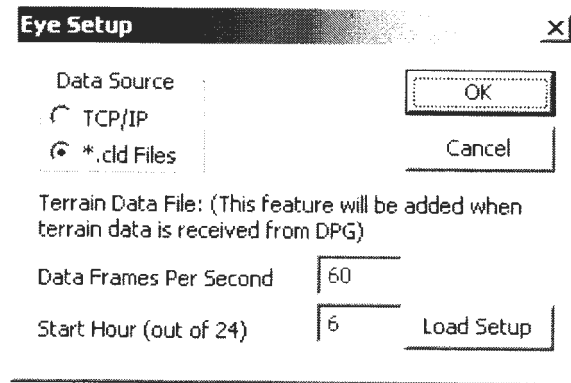 Eye Setup
Data Source
TCP/IP
*.cld Files
OK
Cancel
Terrain Data File: (This feature will be added when
terrain data is received from DPG)
Data Frames Per Second 60
Start Hour (out of 24) 6
Load Setup